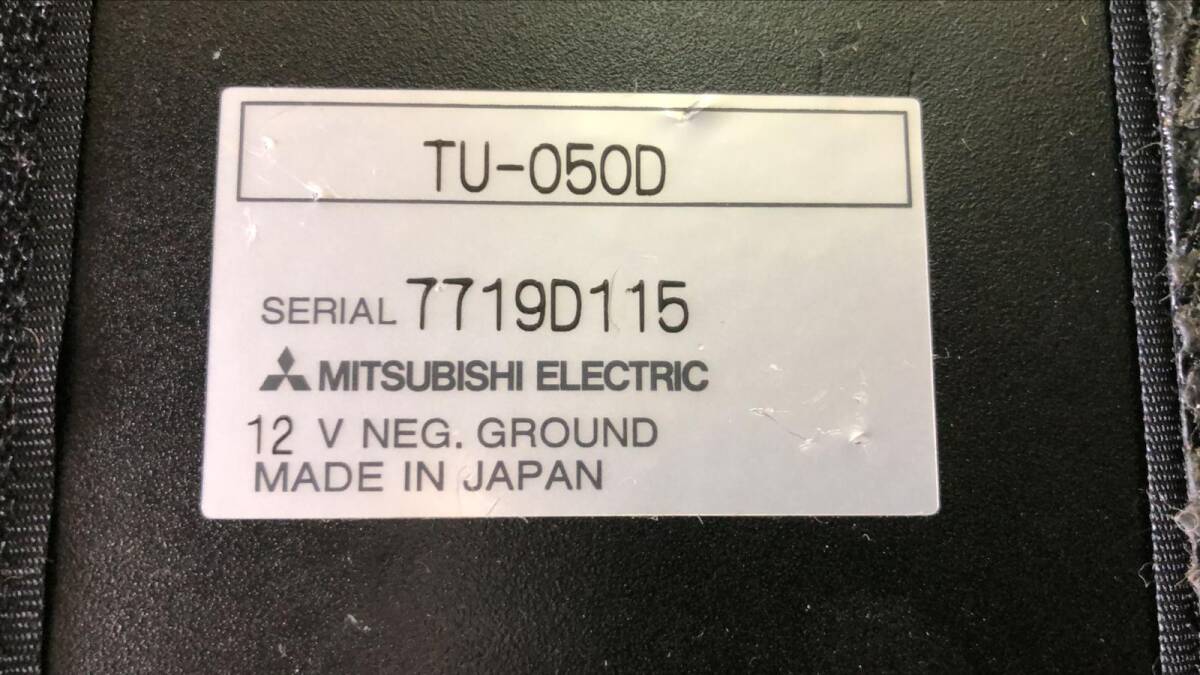 TU-050D
SERIAL 7719D115
MITSUBISHI ELECTRIC
12 V NEG. GROUND
MADE IN JAPAN